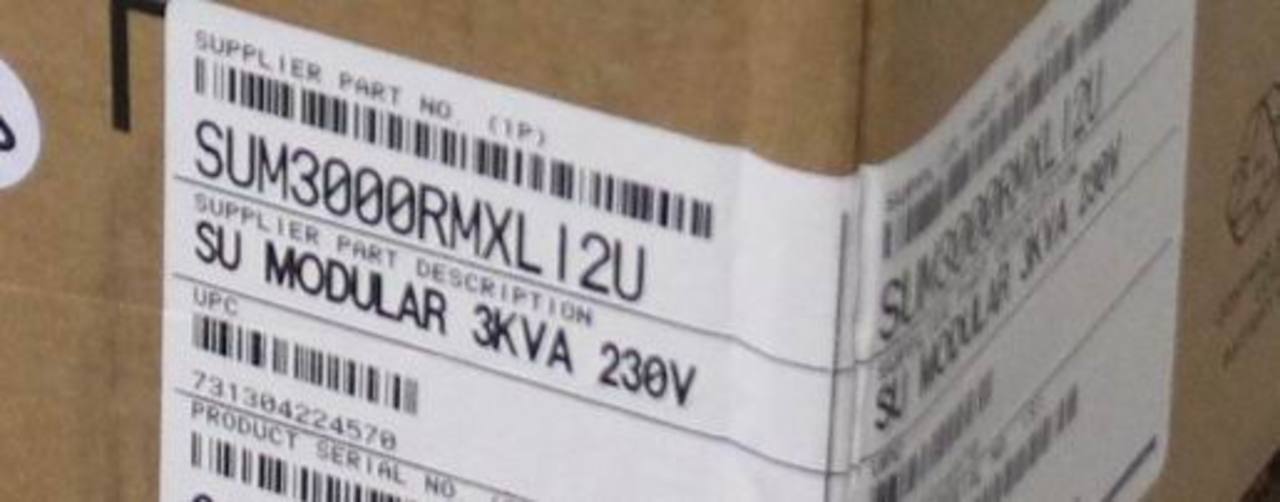 SUPPLIER PART NO (1P)
SUM3000RMXLI2U
SUPPLIER PART DESCRIPTION
SU MODULAR 3KVA 230V
UPC
731304224570
PRODUCT SERIAL NO
SUM3000RMXLI2U
SU MODULAR 3KVA 230V